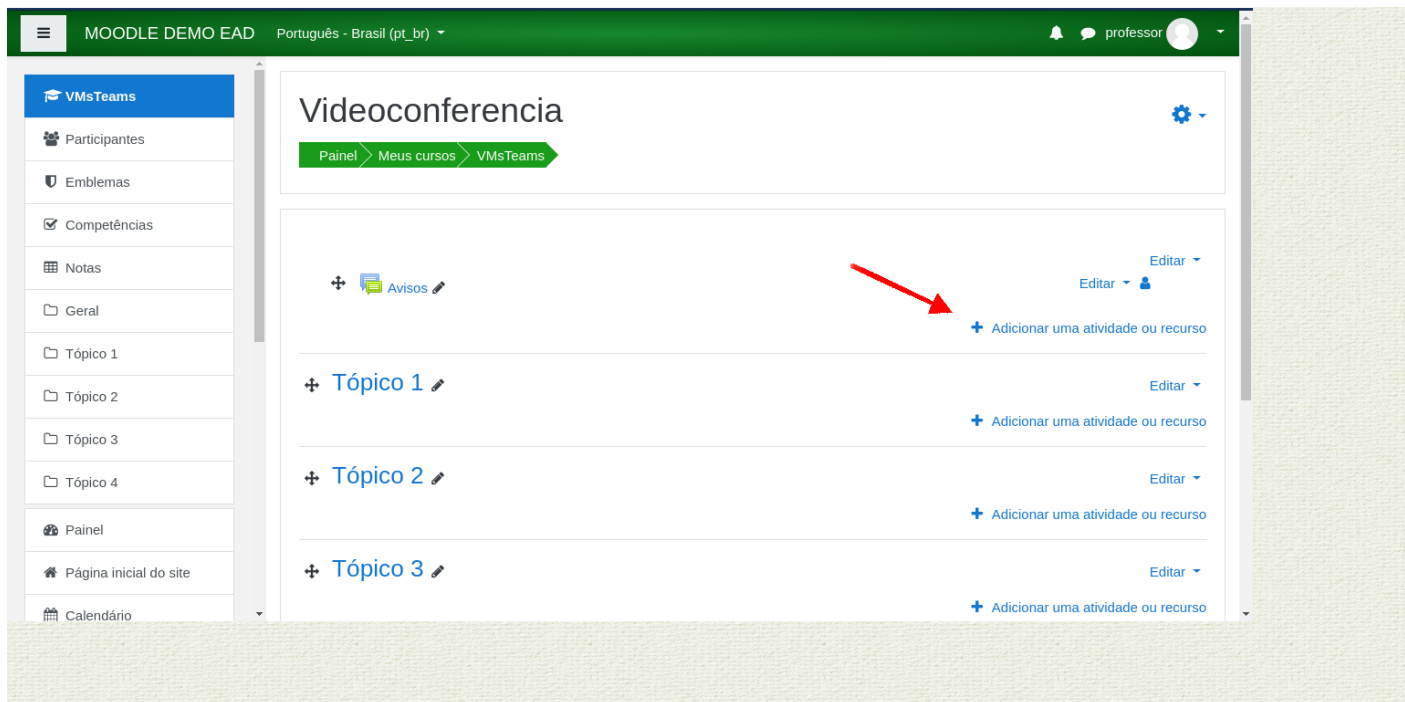 MOODLE DEMO EAD Português - Brasil (pt_br) professor
VMsTeams
Participantes
Emblemas
Competências
Notas
Geral
Tópico 1
Tópico 2
Tópico 3
Tópico 4
Painel
Página inicial do site
Calendário
Videoconferencia
Painel Meus cursos VMsTeams
Editar
Avisos Editar
Adicionar uma atividade ou recurso
Tópico 1 Editar
Adicionar uma atividade ou recurso
Tópico 2 Editar
Adicionar uma atividade ou recurso
Tópico 3 Editar
Adicionar uma atividade ou recurso